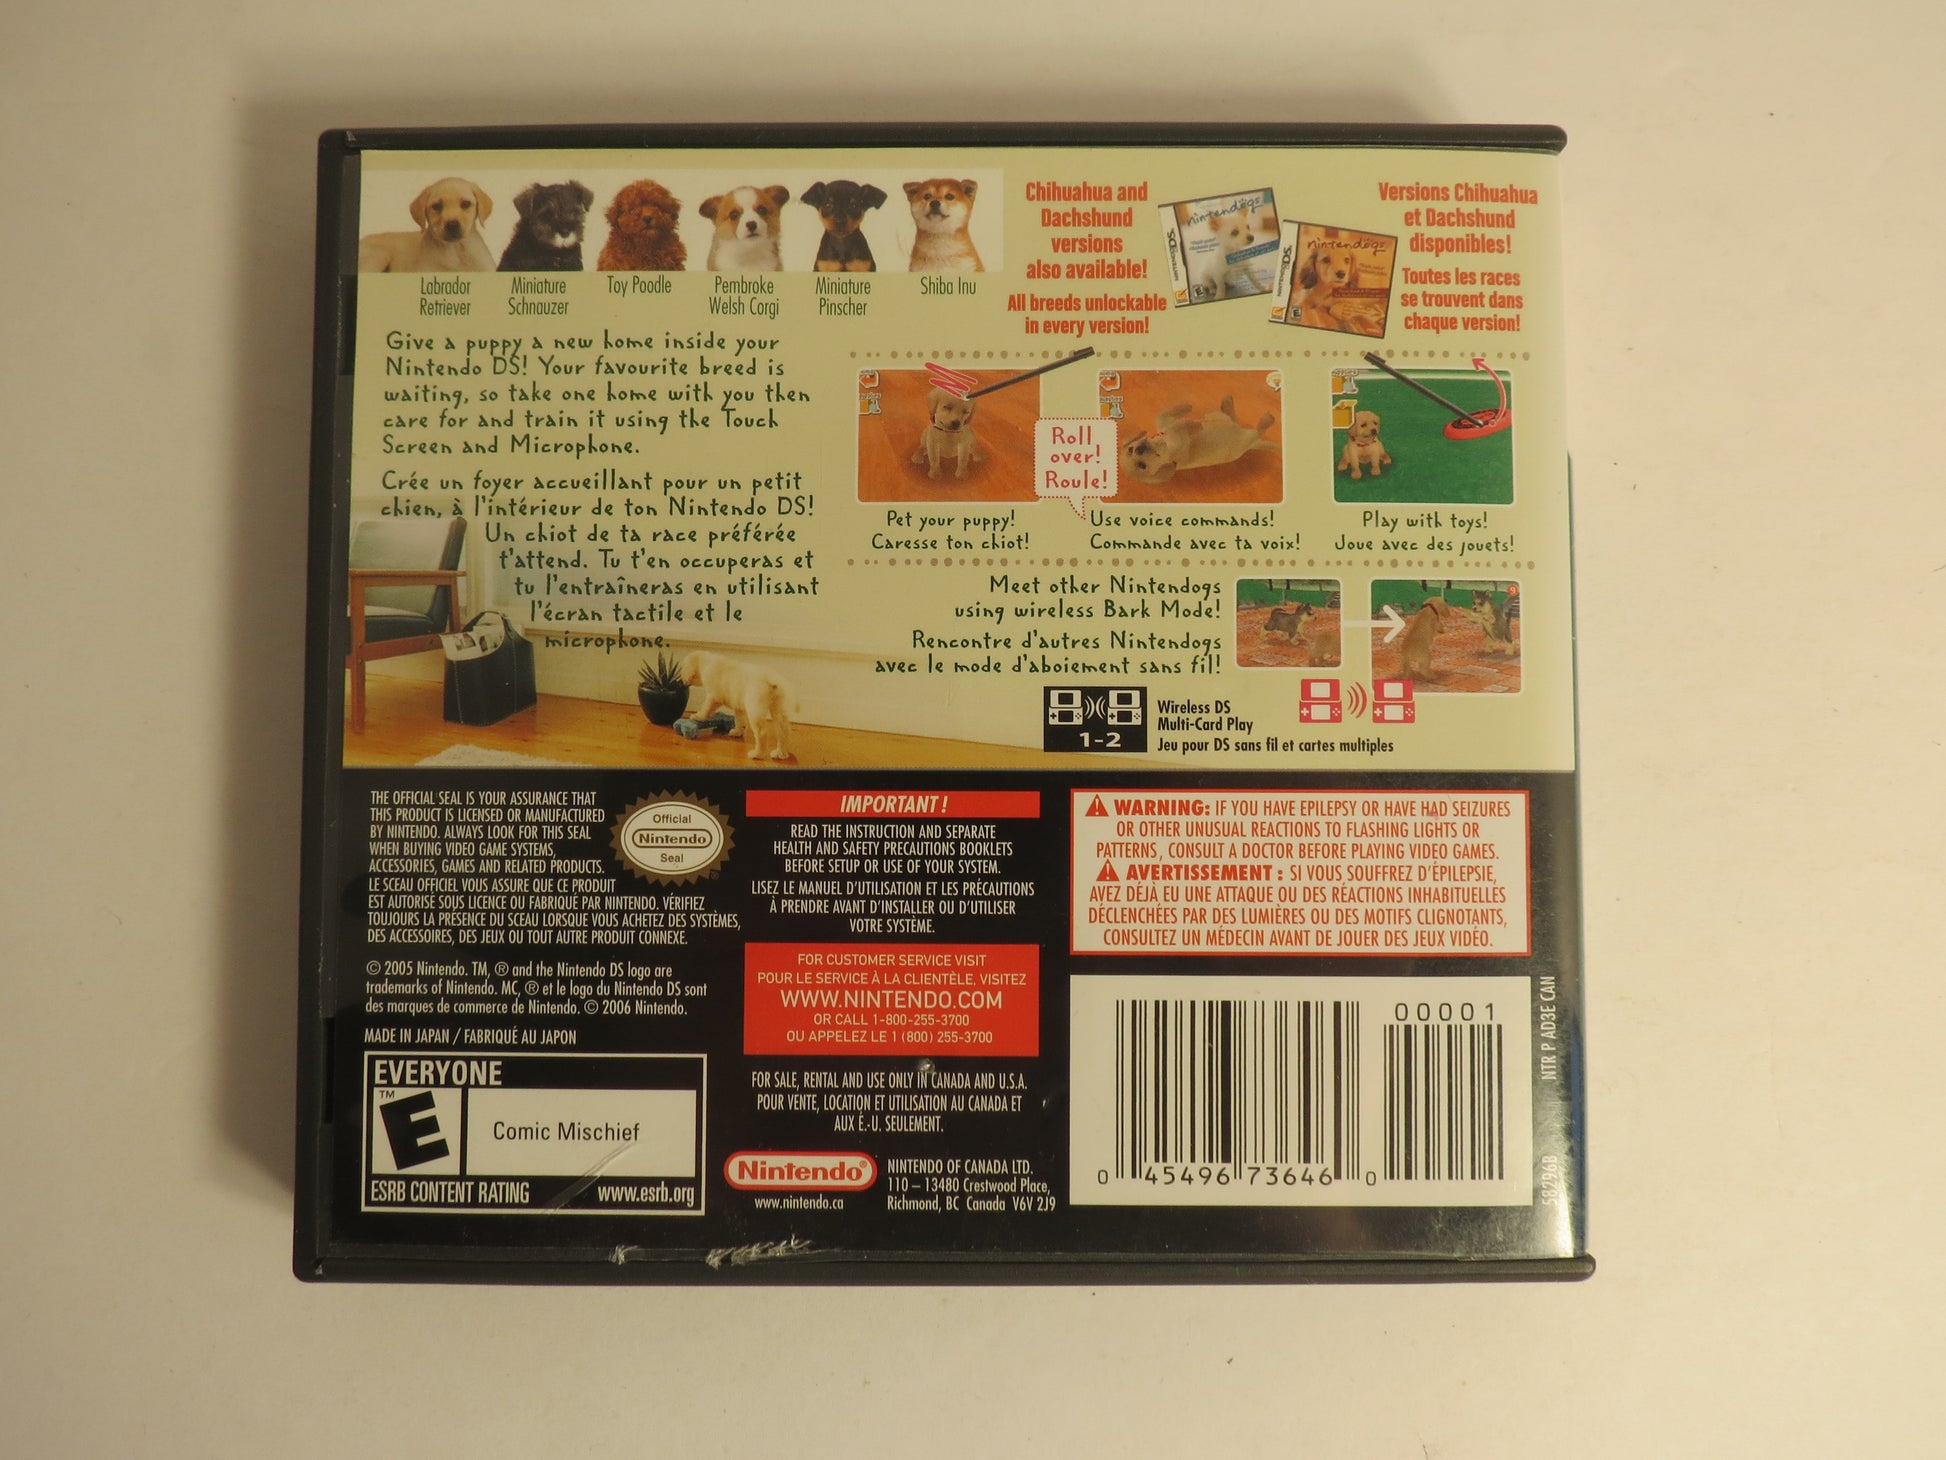 Labrador
Retriever
Miniature
Schnauzer
Toy Poodle
Pembroke
Welsh Corgi
Miniature
Pinscher
Shiba Inu
Chihuahua and
Dachshund
versions
also available!
All breeds unlockable
in every version!
nintendogs
nintendogs
Versions Chihuahua
et Dachshund
disponibles!
Toutes les races
se trouvent dans
chaque version!
Give a puppy a new home inside your
Nintendo DS! Your favourite breed is
waiting, so take one home with you then
care for and train it using the Touch
Screen and Microphone.
Crée un foyer accueillant pour un petit
chien, à l'intérieur de ton Nintendo DS!
Un chiot de ta race préférée
t'attend. Tu t'en occuperas et
tu l'entraîneras en utilisant
l'écran tactile et le
microphone.
Roll
over!
Roule!
Pet your puppy!
Caresse ton chiot!
Use voice commands!
Commande avec ta voix!
Play with toys!
Joue avec des jouets!
Meet other Nintendogs
using wireless Bark Mode!
Rencontre d'autres Nintendogs
avec le mode d'aboiement sans fil!
1-2
Wireless DS
Multi-Card Play
Jeu pour DS sans fil et cartes multiples
THE OFFICIAL SEAL IS YOUR ASSURANCE THAT
THIS PRODUCT IS LICENSED OR MANUFACTURED
BY NINTENDO. ALWAYS LOOK FOR THIS SEAL
WHEN BUYING VIDEO GAME SYSTEMS,
ACCESSORIES, GAMES AND RELATED PRODUCTS.
LE SCEAU OFFICIEL VOUS ASSURE QUE CE PRODUIT
EST AUTORISÉ SOUS LICENCE OU FABRIQUÉ PAR NINTENDO. VÉRIFIEZ
TOUJOURS LA PRÉSENCE DU SCEAU LORSQUE VOUS ACHETEZ DES SYSTÈMES,
DES ACCESSOIRES, DES JEUX OU TOUT AUTRE PRODUIT CONNEXE.
Official
Nintendo
Seal
© 2005 Nintendo. TM, ® and the Nintendo DS logo are
trademarks of Nintendo. MC, ® et le logo du Nintendo DS sont
des marques de commerce de Nintendo. © 2006 Nintendo.
MADE IN JAPAN / FABRIQUÉ AU JAPON
EVERYONE
TM
E
Comic Mischief
ESRB CONTENT RATING www.esrb.org
IMPORTANT!
READ THE INSTRUCTION AND SEPARATE
HEALTH AND SAFETY PRECAUTIONS BOOKLETS
BEFORE SETUP OR USE OF YOUR SYSTEM.
LISEZ LE MANUEL D'UTILISATION ET LES PRÉCAUTIONS
À PRENDRE AVANT D'INSTALLER OU D'UTILISER
VOTRE SYSTÈME.
FOR CUSTOMER SERVICE VISIT
POUR LE SERVICE À LA CLIENTÈLE, VISITEZ
WWW.NINTENDO.COM
OR CALL 1-800-255-3700
OU APPELEZ LE 1 (800) 255-3700
FOR SALE, RENTAL AND USE ONLY IN CANADA AND U.S.A.
POUR VENTE, LOCATION ET UTILISATION AU CANADA ET
AUX É.-U. SEULEMENT.
Nintendo®
www.nintendo.ca
NINTENDO OF CANADA LTD.
110 – 13480 Crestwood Place,
Richmond, BC Canada V6V 2J9
WARNING: IF YOU HAVE EPILEPSY OR HAVE HAD SEIZURES
OR OTHER UNUSUAL REACTIONS TO FLASHING LIGHTS OR
PATTERNS, CONSULT A DOCTOR BEFORE PLAYING VIDEO GAMES.
AVERTISSEMENT : SI VOUS SOUFFREZ D'ÉPILEPSIE,
AVEZ DÉJÀ EU UNE ATTAQUE OU DES RÉACTIONS INHABITUELLES
DÉCLENCHÉES PAR DES LUMIÈRES OU DES MOTIFS CLIGNOTANTS,
CONSULTEZ UN MÉDECIN AVANT DE JOUER DES JEUX VIDÉO.
00001
0 45496 73646 0
NTR P AD3E CAN
58296B